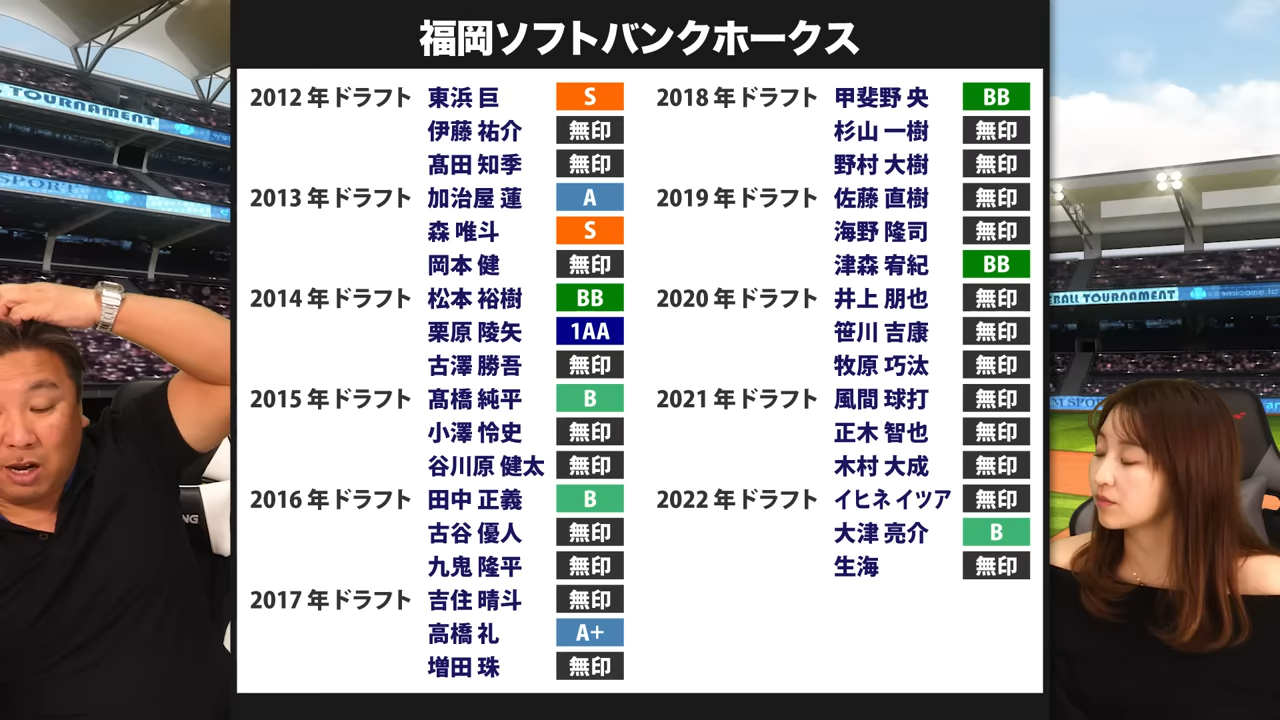 福岡ソフトバンクホークス
2012年ドラフト 東浜 巨 S
伊藤 祐介 無印
髙田 知季 無印
2013年ドラフト 加治屋 蓮 A
森 唯斗 S
岡本 健 無印
2014年ドラフト 松本 裕樹 BB
栗原 陵矢 1AA
古澤 勝吾 無印
2015年ドラフト 髙橋 純平 B
小澤 怜史 無印
谷川原 健太 無印
2016年ドラフト 田中 正義 B
古谷 優人 無印
九鬼 隆平 無印
2017年ドラフト 吉住 晴斗 無印
高橋 礼 A+
増田 珠 無印
2018年ドラフト 甲斐野 央 BB
杉山 一樹 無印
野村 大樹 無印
2019年ドラフト 佐藤 直樹 無印
海野 隆司 無印
津森 宥紀 BB
2020年ドラフト 井上 朋也 無印
笹川 吉康 無印
牧原 巧汰 無印
2021年ドラフト 風間 球打 無印
正木 智也 無印
木村 大成 無印
2022年ドラフト イヒネ イツア 無印
大津 亮介 B
生海 無印
TOURNAMENT
SPORT
BALL TOURNAMENT
welcome to
M SPO
NG